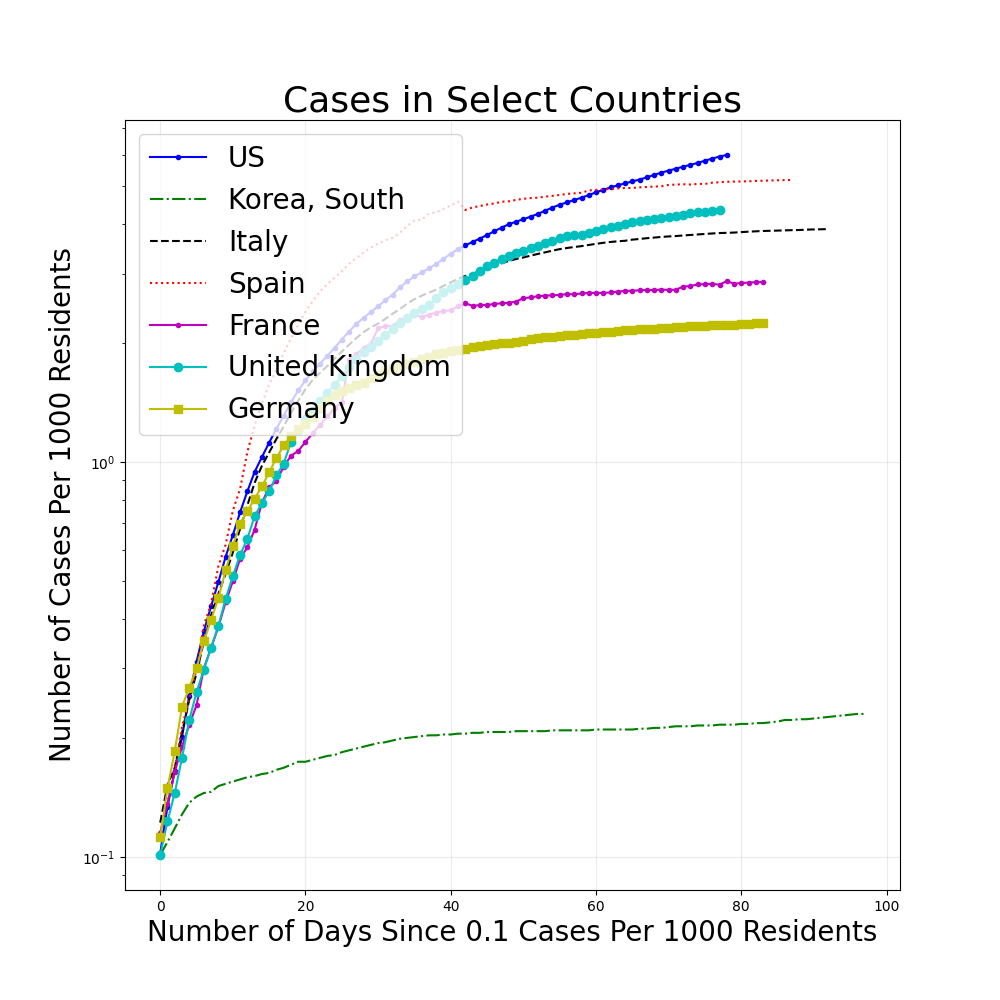 Cases in Select Countries
US
Korea, South
Italy
Spain
France
United Kingdom
Germany
Number of Cases Per 1000 Residents
10⁰
10⁻¹
0 20 40 60 80 100
Number of Days Since 0.1 Cases Per 1000 Residents